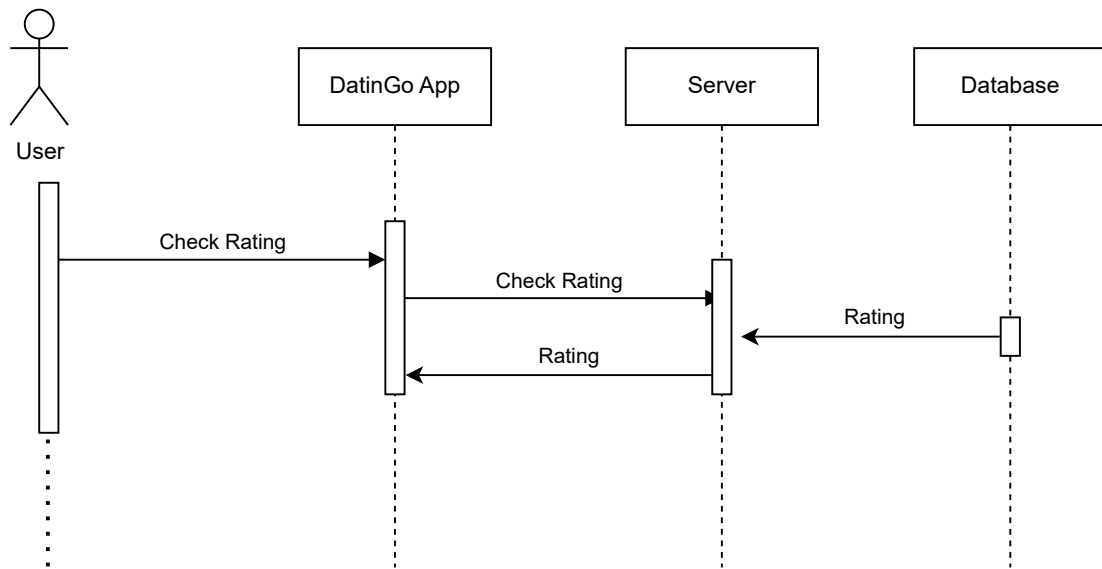 DatinGo App
Server
Database
User
Check Rating
Check Rating
Rating
Rating